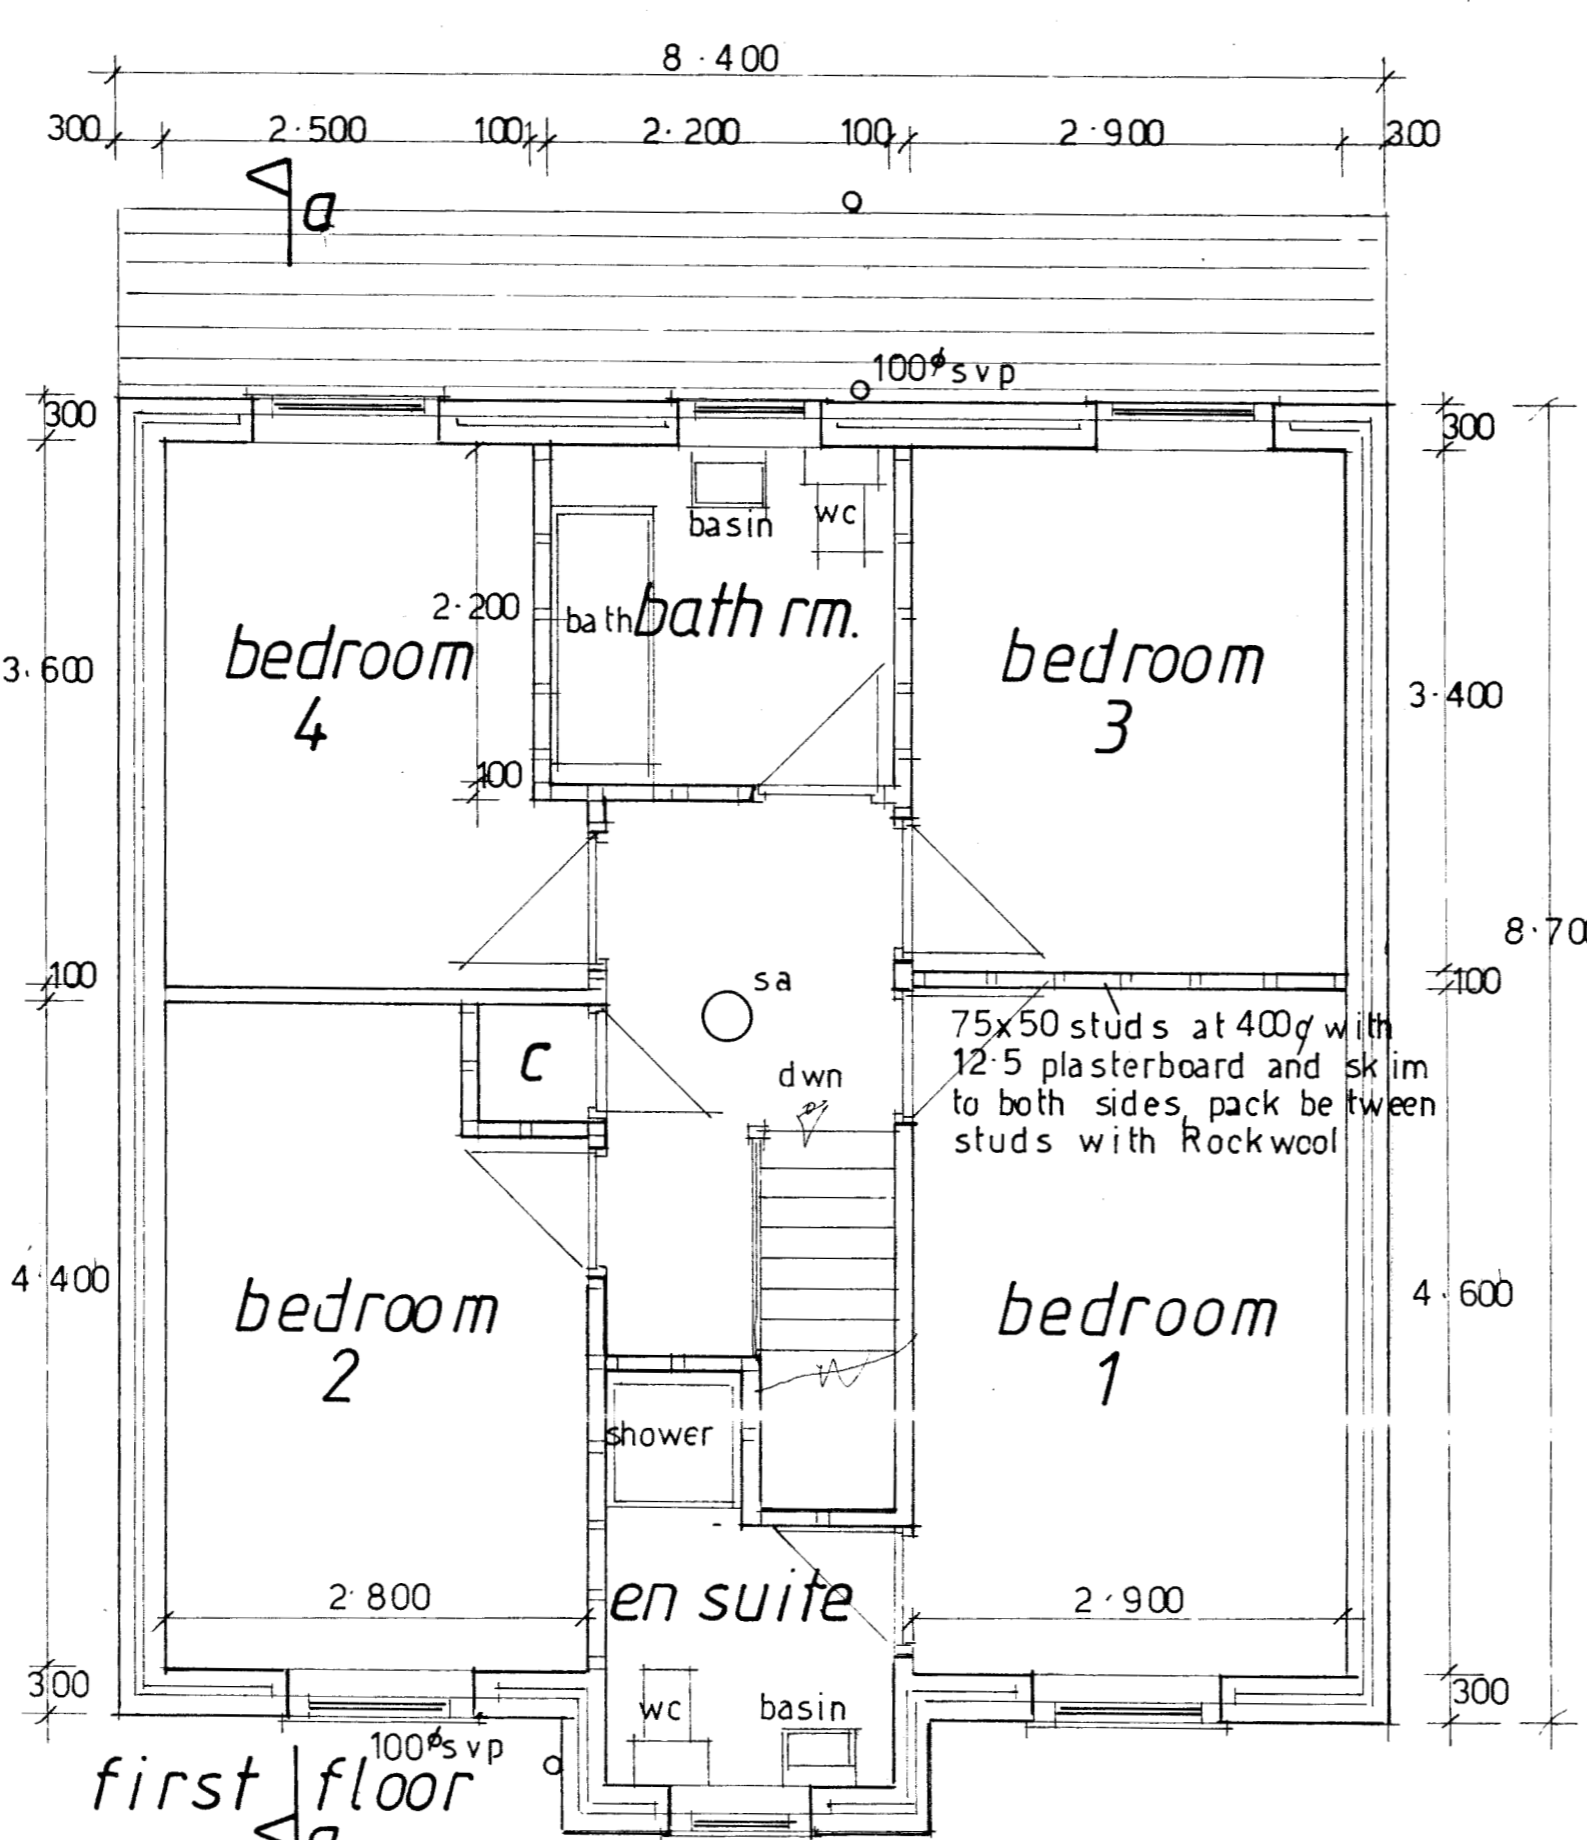 8.400
300 2.500 100 2.200 100 2.900 300
a
100ø svp
300
300
basin
wc
2.200
bath
bath rm.
bedroom
4
bedroom
3
3.600
3.400
100
8.70
sa
100
100
c
75x50 studs at 400¢ with
12.5 plasterboard and skim
to both sides, pack between
studs with Rockwool
dwn
4.400
4.600
bedroom
2
bedroom
1
shower
2.800
en suite
2.900
300
300
wc
basin
100ø svp
first floor